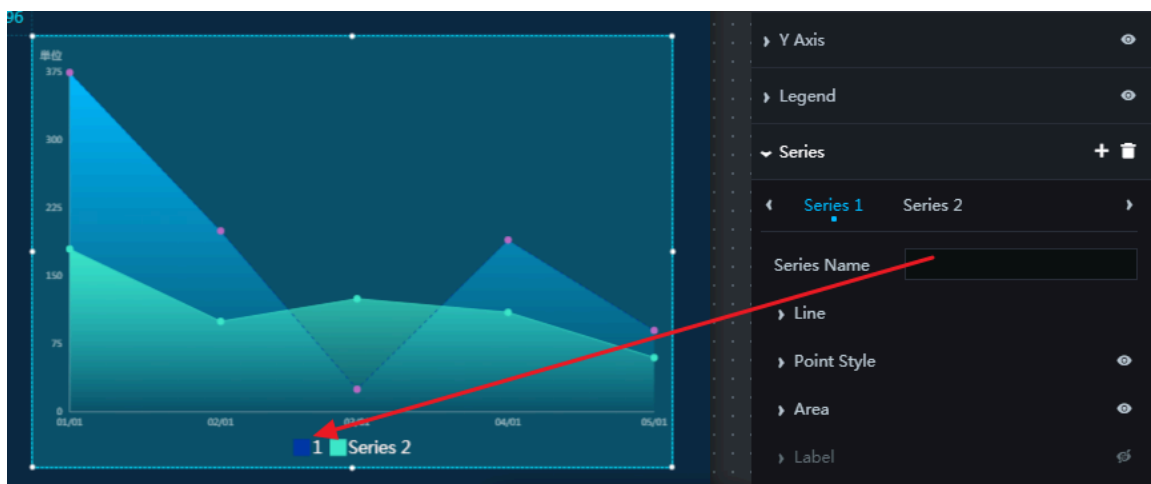 96
単位
375
300
225
150
75
0
01/01 02/01 03/01 04/01 05/01
1 Series 2
Y Axis
Legend
Series
Series 1 Series 2
Series Name
Line
Point Style
Area
Label